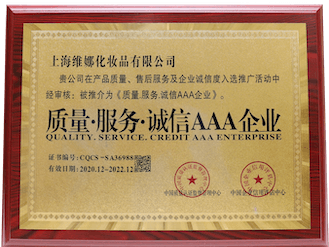 上海维娜化妆品有限公司
贵公司在产品质量、售后服务及企业诚信度入选推广活动中
经审核：被推介为《质量.服务.诚信AAA企业》。
质量·服务·诚信AAA企业
QUALITY. SERVICE. CREDIT AAA ENTERPRISE
证书编号：CQCS-SA36988
有效日期：2020.12-2022.12